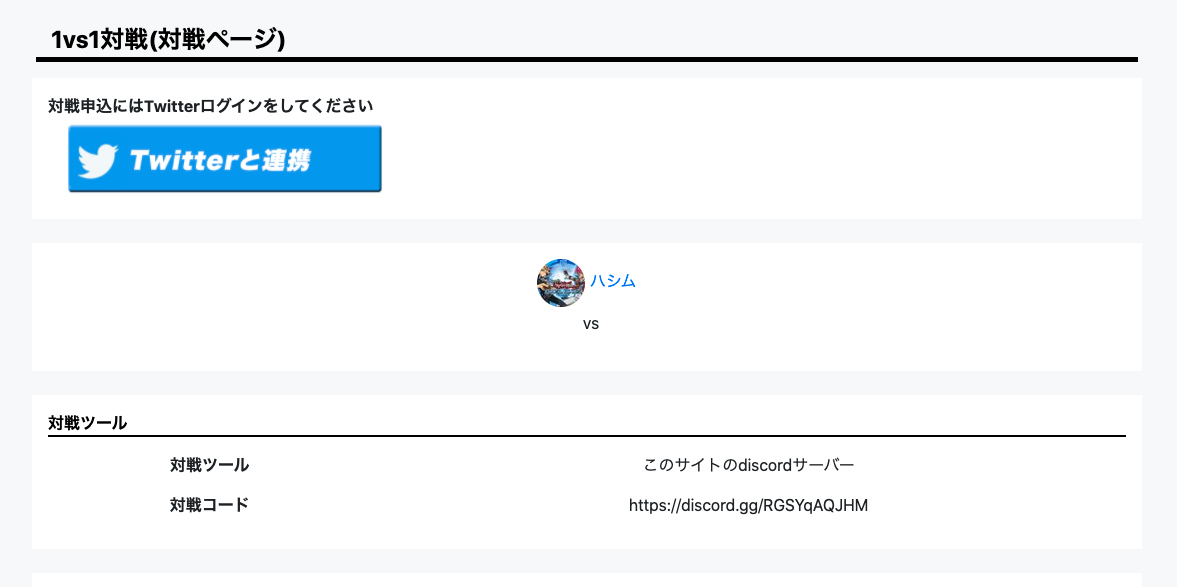 1vs1対戦(対戦ページ)
対戦申込にはTwitterログインをしてください
Twitterと連携
ハシム
vs
対戦ツール
対戦ツール このサイトのdiscordサーバー
対戦コード https://discord.gg/RGSYqAQJHM